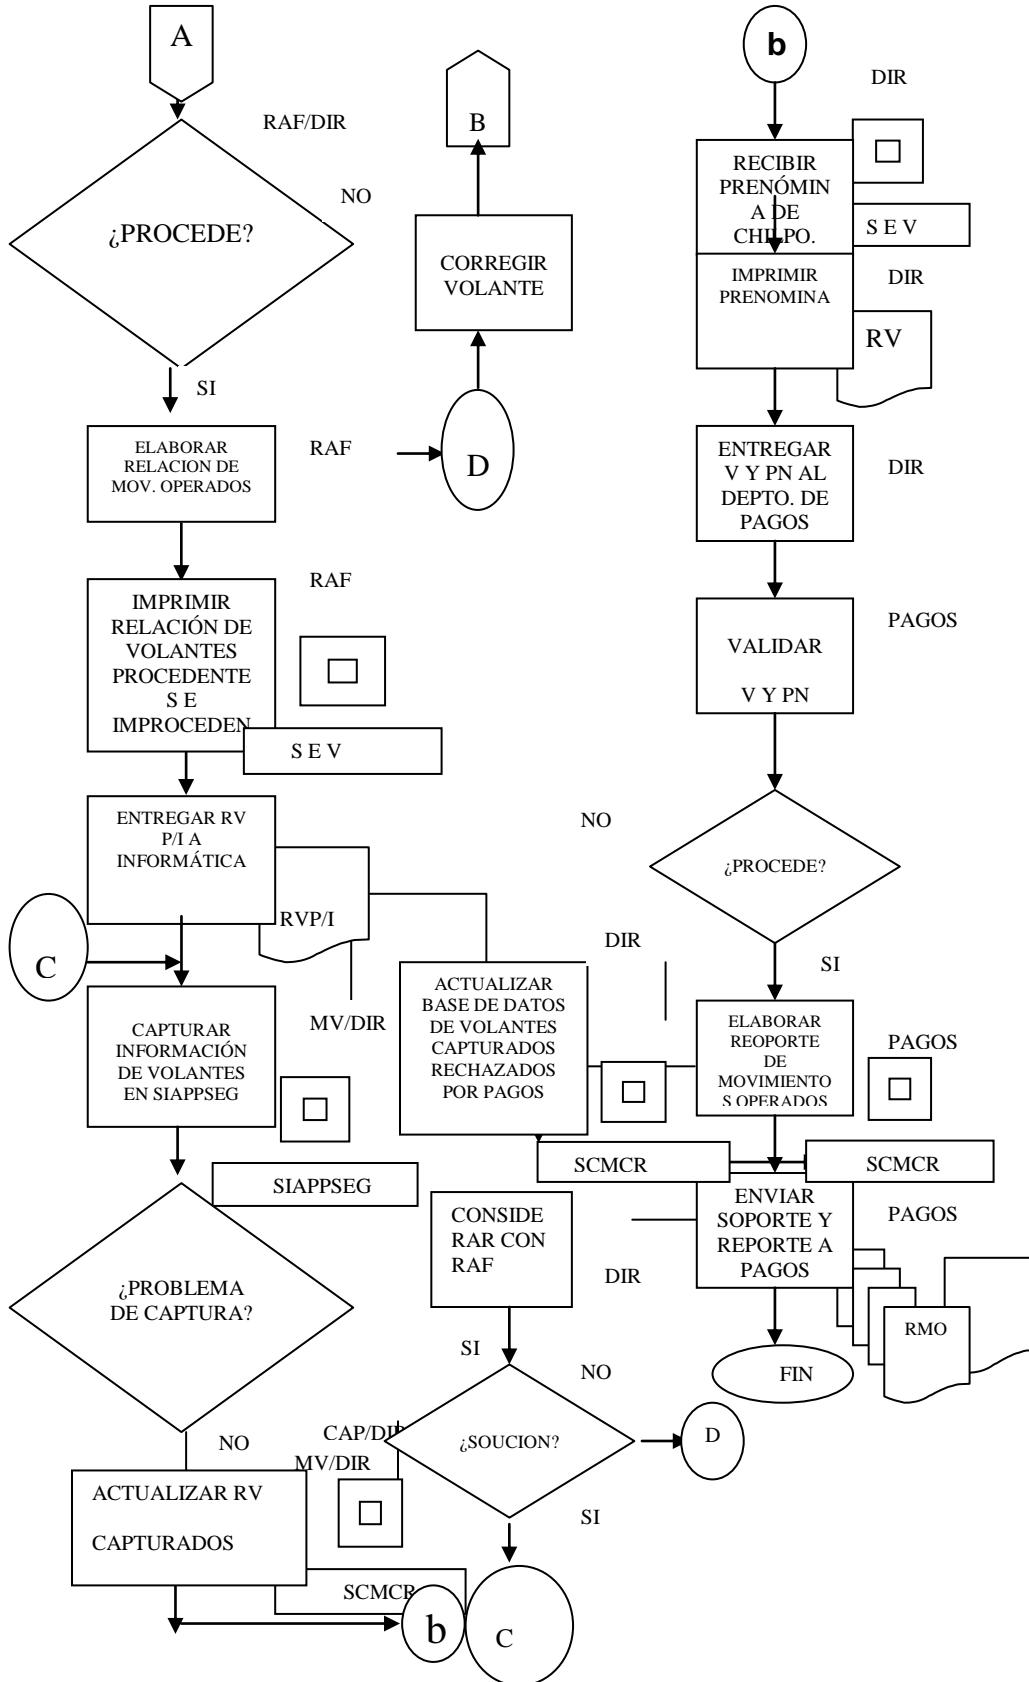 A
RAF/DIR
NO
¿PROCEDE?
SI
ELABORAR
RELACION DE
MOV. OPERADOS
RAF
IMPRIMIR
RELACIÓN DE
VOLANTES
PROCEDENTE
S E
IMPROCEDEN
RAF
S E V
ENTREGAR RV
P/I A
INFORMÁTICA
RVP/I
C
CAPTURAR
INFORMACIÓN
DE VOLANTES
EN SIAPPSEG
MV/DIR
SIAPPSEG
¿PROBLEMA
DE CAPTURA?
NO
ACTUALIZAR RV
CAPTURADOS
CAP/DIR
MV/DIR
SCMCR
b
B
CORREGIR
VOLANTE
D
ACTUALIZAR
BASE DE DATOS
DE VOLANTES
CAPTURADOS
RECHAZADOS
POR PAGOS
DIR
SCMCR
CONSIDE
RAR CON
RAF
DIR
SI
NO
¿SOUCION?
D
SI
C
b
DIR
RECIBIR
PRENÓMIN
A DE
CHILPO.
S E V
IMPRIMIR
PRENOMINA
DIR
RV
ENTREGAR
V Y PN AL
DEPTO. DE
PAGOS
DIR
VALIDAR
V Y PN
PAGOS
NO
¿PROCEDE?
SI
ELABORAR
REOPORTE
DE
MOVIMIENTO
S OPERADOS
PAGOS
SCMCR
ENVIAR
SOPORTE Y
REPORTE A
PAGOS
PAGOS
RMO
FIN